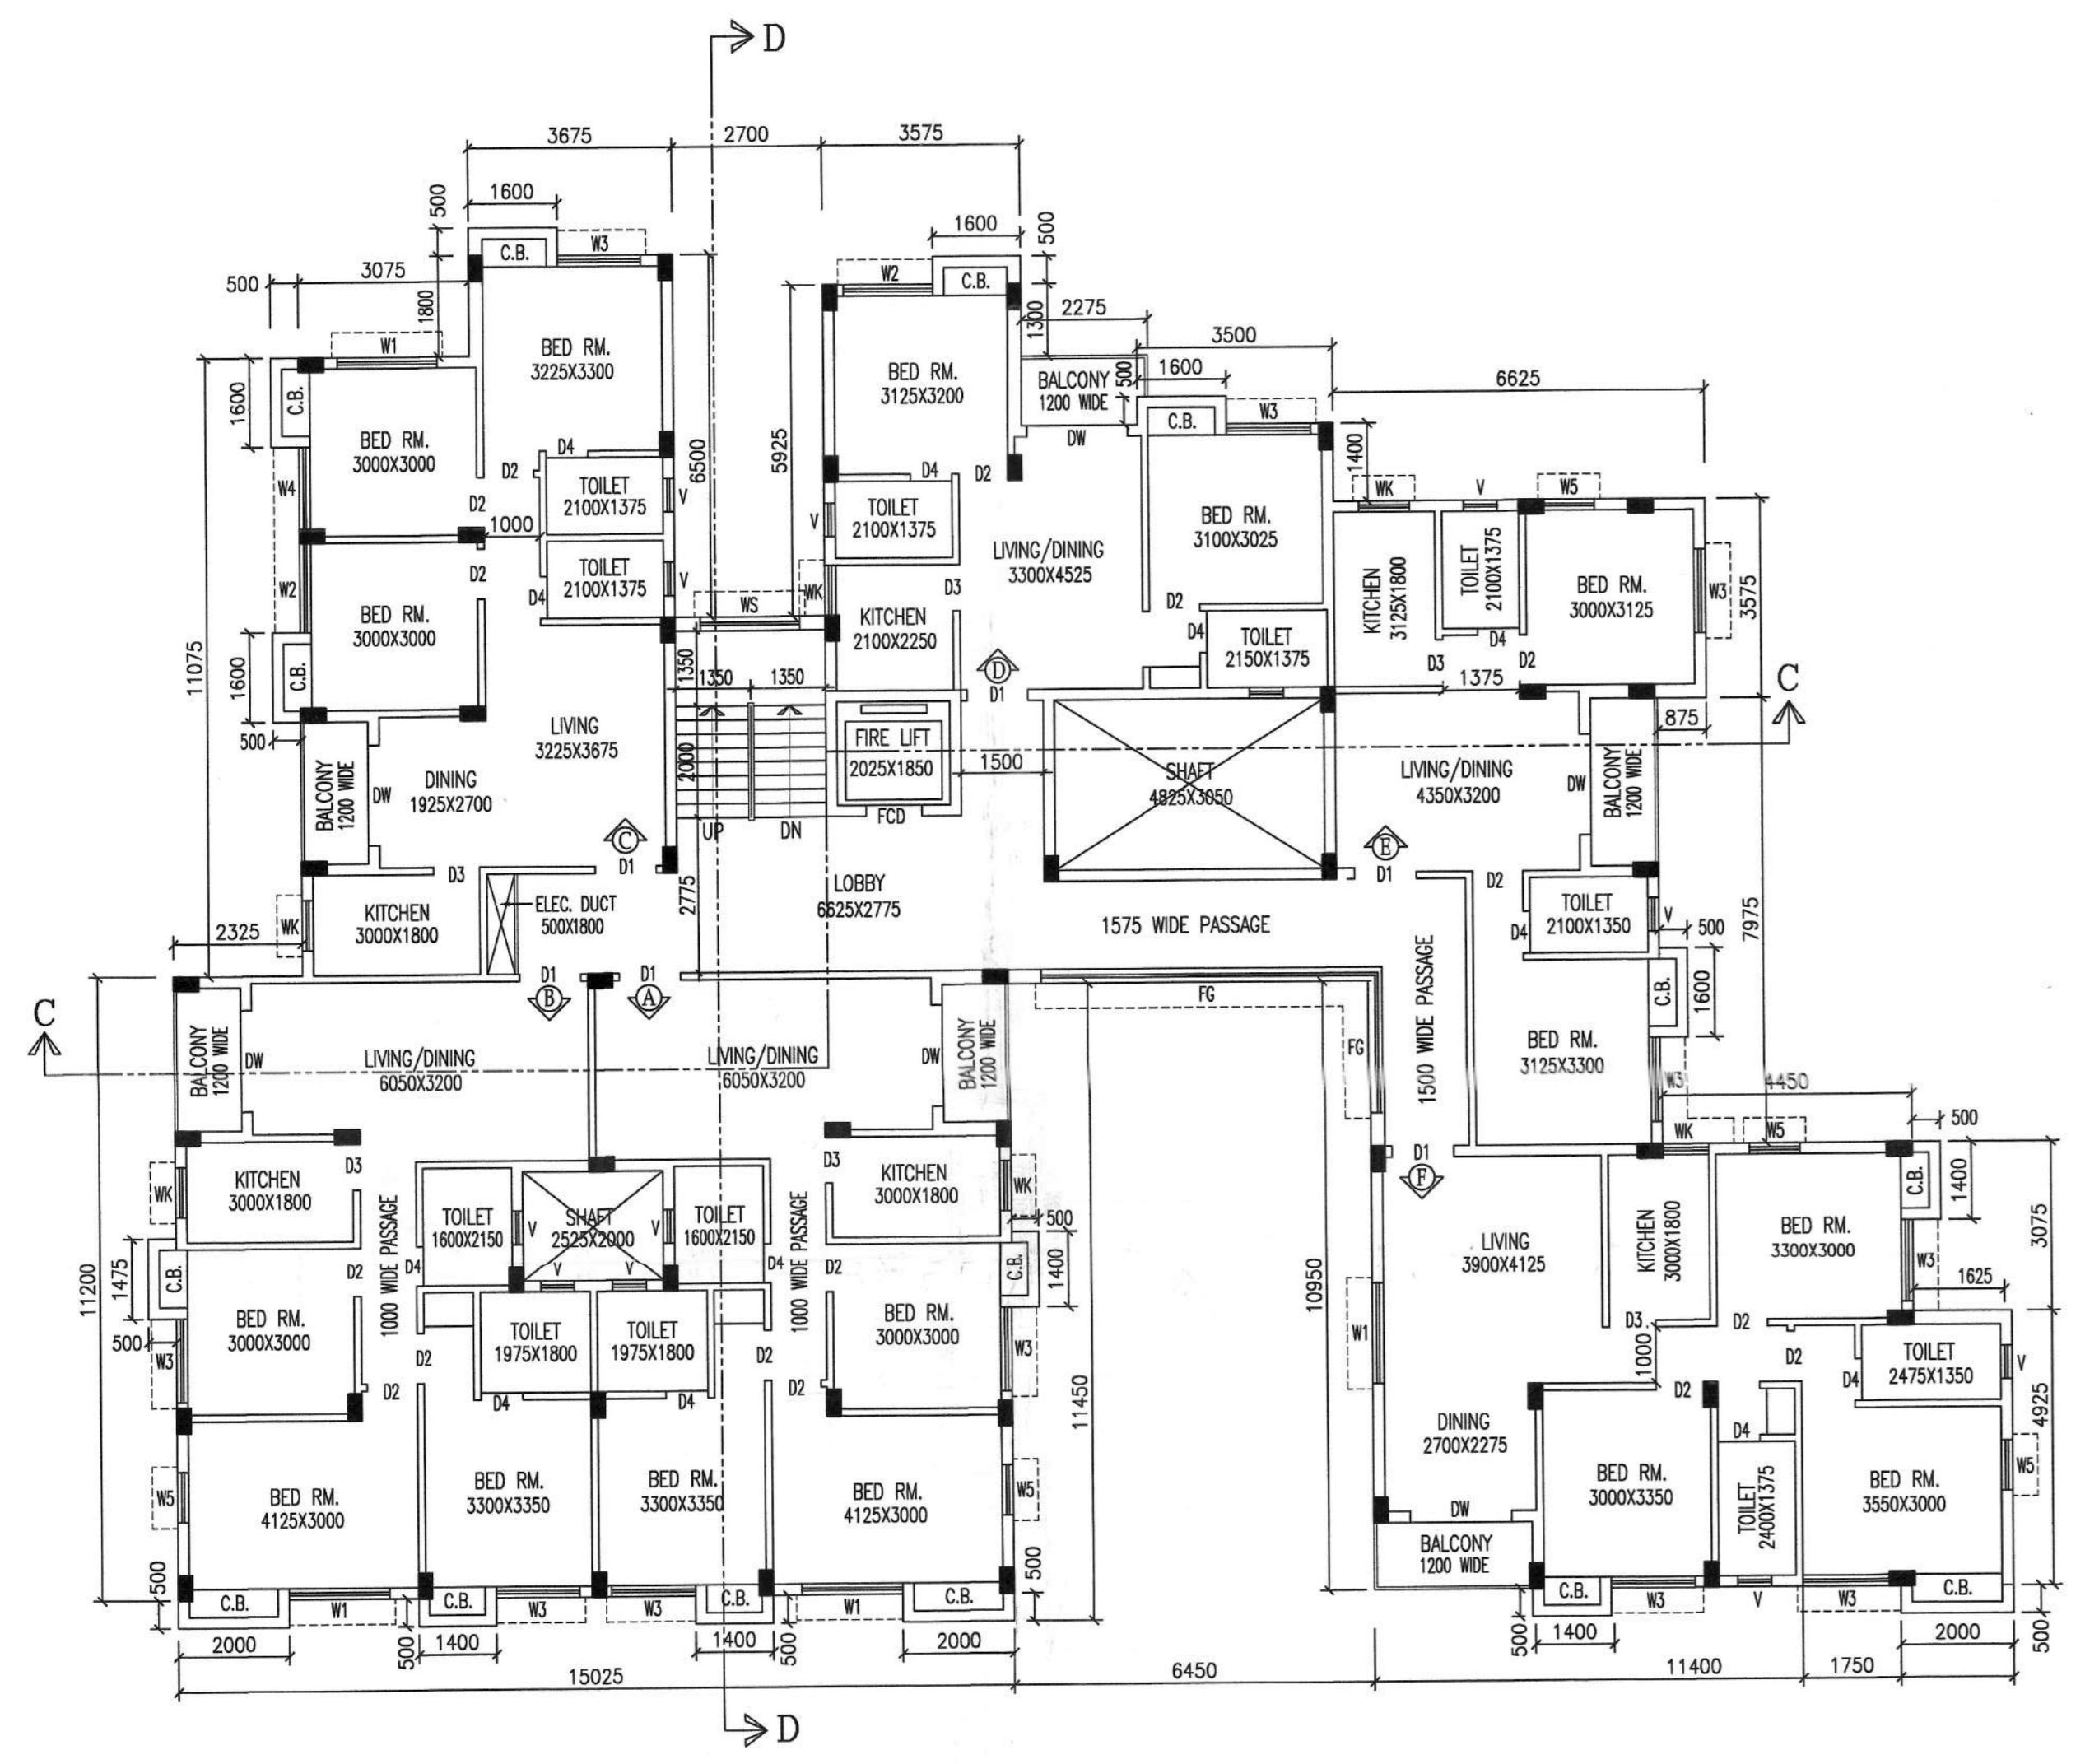 D
3675
2700
3575
500
1600
1600
500
C.B.
W3
W2
C.B.
500
3075
1800
1300
2275
3500
W1
BED RM.
3225X3300
BED RM.
3125X3200
BALCONY
1200 WIDE
500
1600
6625
1600
C.B.
C.B.
W3
BED RM.
3000X3000
D4
D2
6500
5925
D4
D2
DW
1400
W4
D2
TOILET
2100X1375
V
V
TOILET
2100X1375
BED RM.
3100X3025
WK
V
W5
1000
LIVING/DINING
3300X4525
KITCHEN
3125X1800
TOILET
2100X1375
BED RM.
3000X3125
W3
3575
W2
D2
TOILET
2100X1375
V
D4
WS
WK
D3
BED RM.
3000X3000
KITCHEN
2100X2250
D2
D4
TOILET
2150X1375
D4
D3
D2
11075
1600
C.B.
1350
1350
1350
D
D1
1375
C
500
LIVING
3225X3675
875
BALCONY
1200 WIDE
DW
DINING
1925X2700
2000
FIRE LIFT
2025X1850
1500
SHAFT
4825X3050
LIVING/DINING
4350X3200
DW
BALCONY
1200 WIDE
UP
DN
FCD
C
D1
E
D1
D3
D2
2775
LOBBY
6625X2775
ELEC. DUCT
500X1800
KITCHEN
3000X1800
WK
2325
1575 WIDE PASSAGE
TOILET
2100X1350
V
D4
500
7975
D1
B
D1
A
FG
FG
1500 WIDE PASSAGE
C.B.
1600
C
BALCONY
1200 WIDE
DW
LIVING/DINING
6050X3200
LIVING/DINING
6050X3200
DW
BALCONY
1200 WIDE
BED RM.
3125X3300
W3
4450
500
WK
W5
D1
F
KITCHEN
3000X1800
WK
D3
D3
KITCHEN
3000X1800
WK
1000 WIDE PASSAGE
TOILET
1600X2150
V
SHAFT
2525X2000
V
TOILET
1600X2150
1000 WIDE PASSAGE
500
D4
V
V
D4
D2
D2
C.B.
1475
C.B.
1400
LIVING
3900X4125
KITCHEN
3000X1800
BED RM.
3300X3000
C.B.
1400
W3
3075
1625
11200
BED RM.
3000X3000
TOILET
1975X1800
TOILET
1975X1800
BED RM.
3000X3000
500
W3
D2
D2
D2
D2
W3
10950
W1
D3
D2
1000
D2
D4
TOILET
2475X1350
V
D4
D4
11450
D2
4925
DINING
2700X2275
D4
BED RM.
4125X3000
BED RM.
3300X3350
BED RM.
3300X3350
BED RM.
4125X3000
W5
W5
BED RM.
3000X3350
TOILET
2400X1375
BED RM.
3550X3000
W5
DW
BALCONY
1200 WIDE
500
500
C.B.
W1
C.B.
W3
W3
C.B.
W1
C.B.
C.B.
W3
V
W3
C.B.
2000
500
1400
1400
500
2000
500
1400
2000
500
15025
6450
11400
1750
D